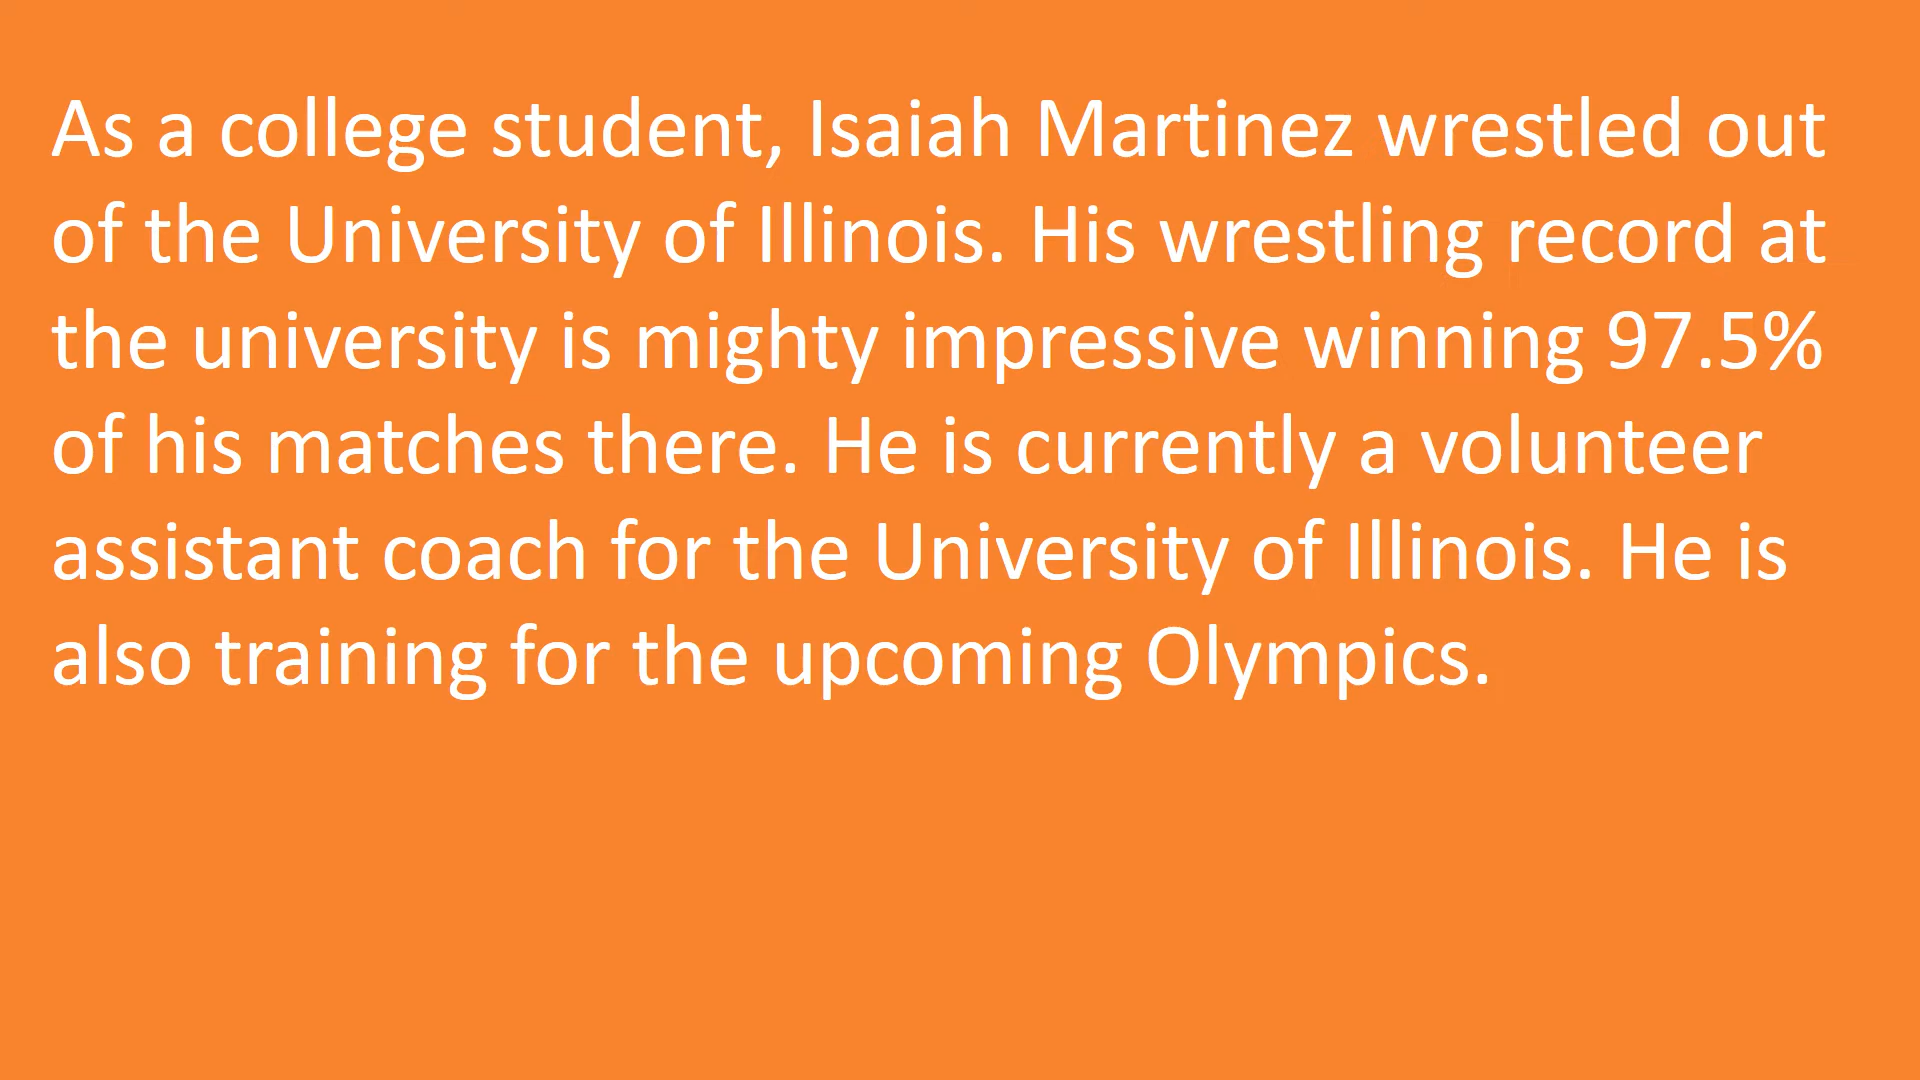 As a college student, Isaiah Martinez wrestled out
of the University of Illinois. His wrestling record at
the university is mighty impressive winning 97.5%
of his matches there. He is currently a volunteer
assistant coach for the University of Illinois. He is
also training for the upcoming Olympics.